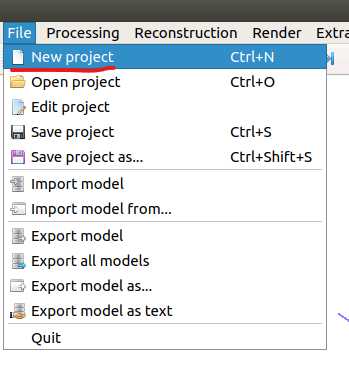 File Processing Reconstruction Render Extra
New project Ctrl+N
Open project Ctrl+O
Edit project
Save project Ctrl+S
Save project as... Ctrl+Shift+S
Import model
Import model from...
Export model
Export all models
Export model as...
Export model as text
Quit